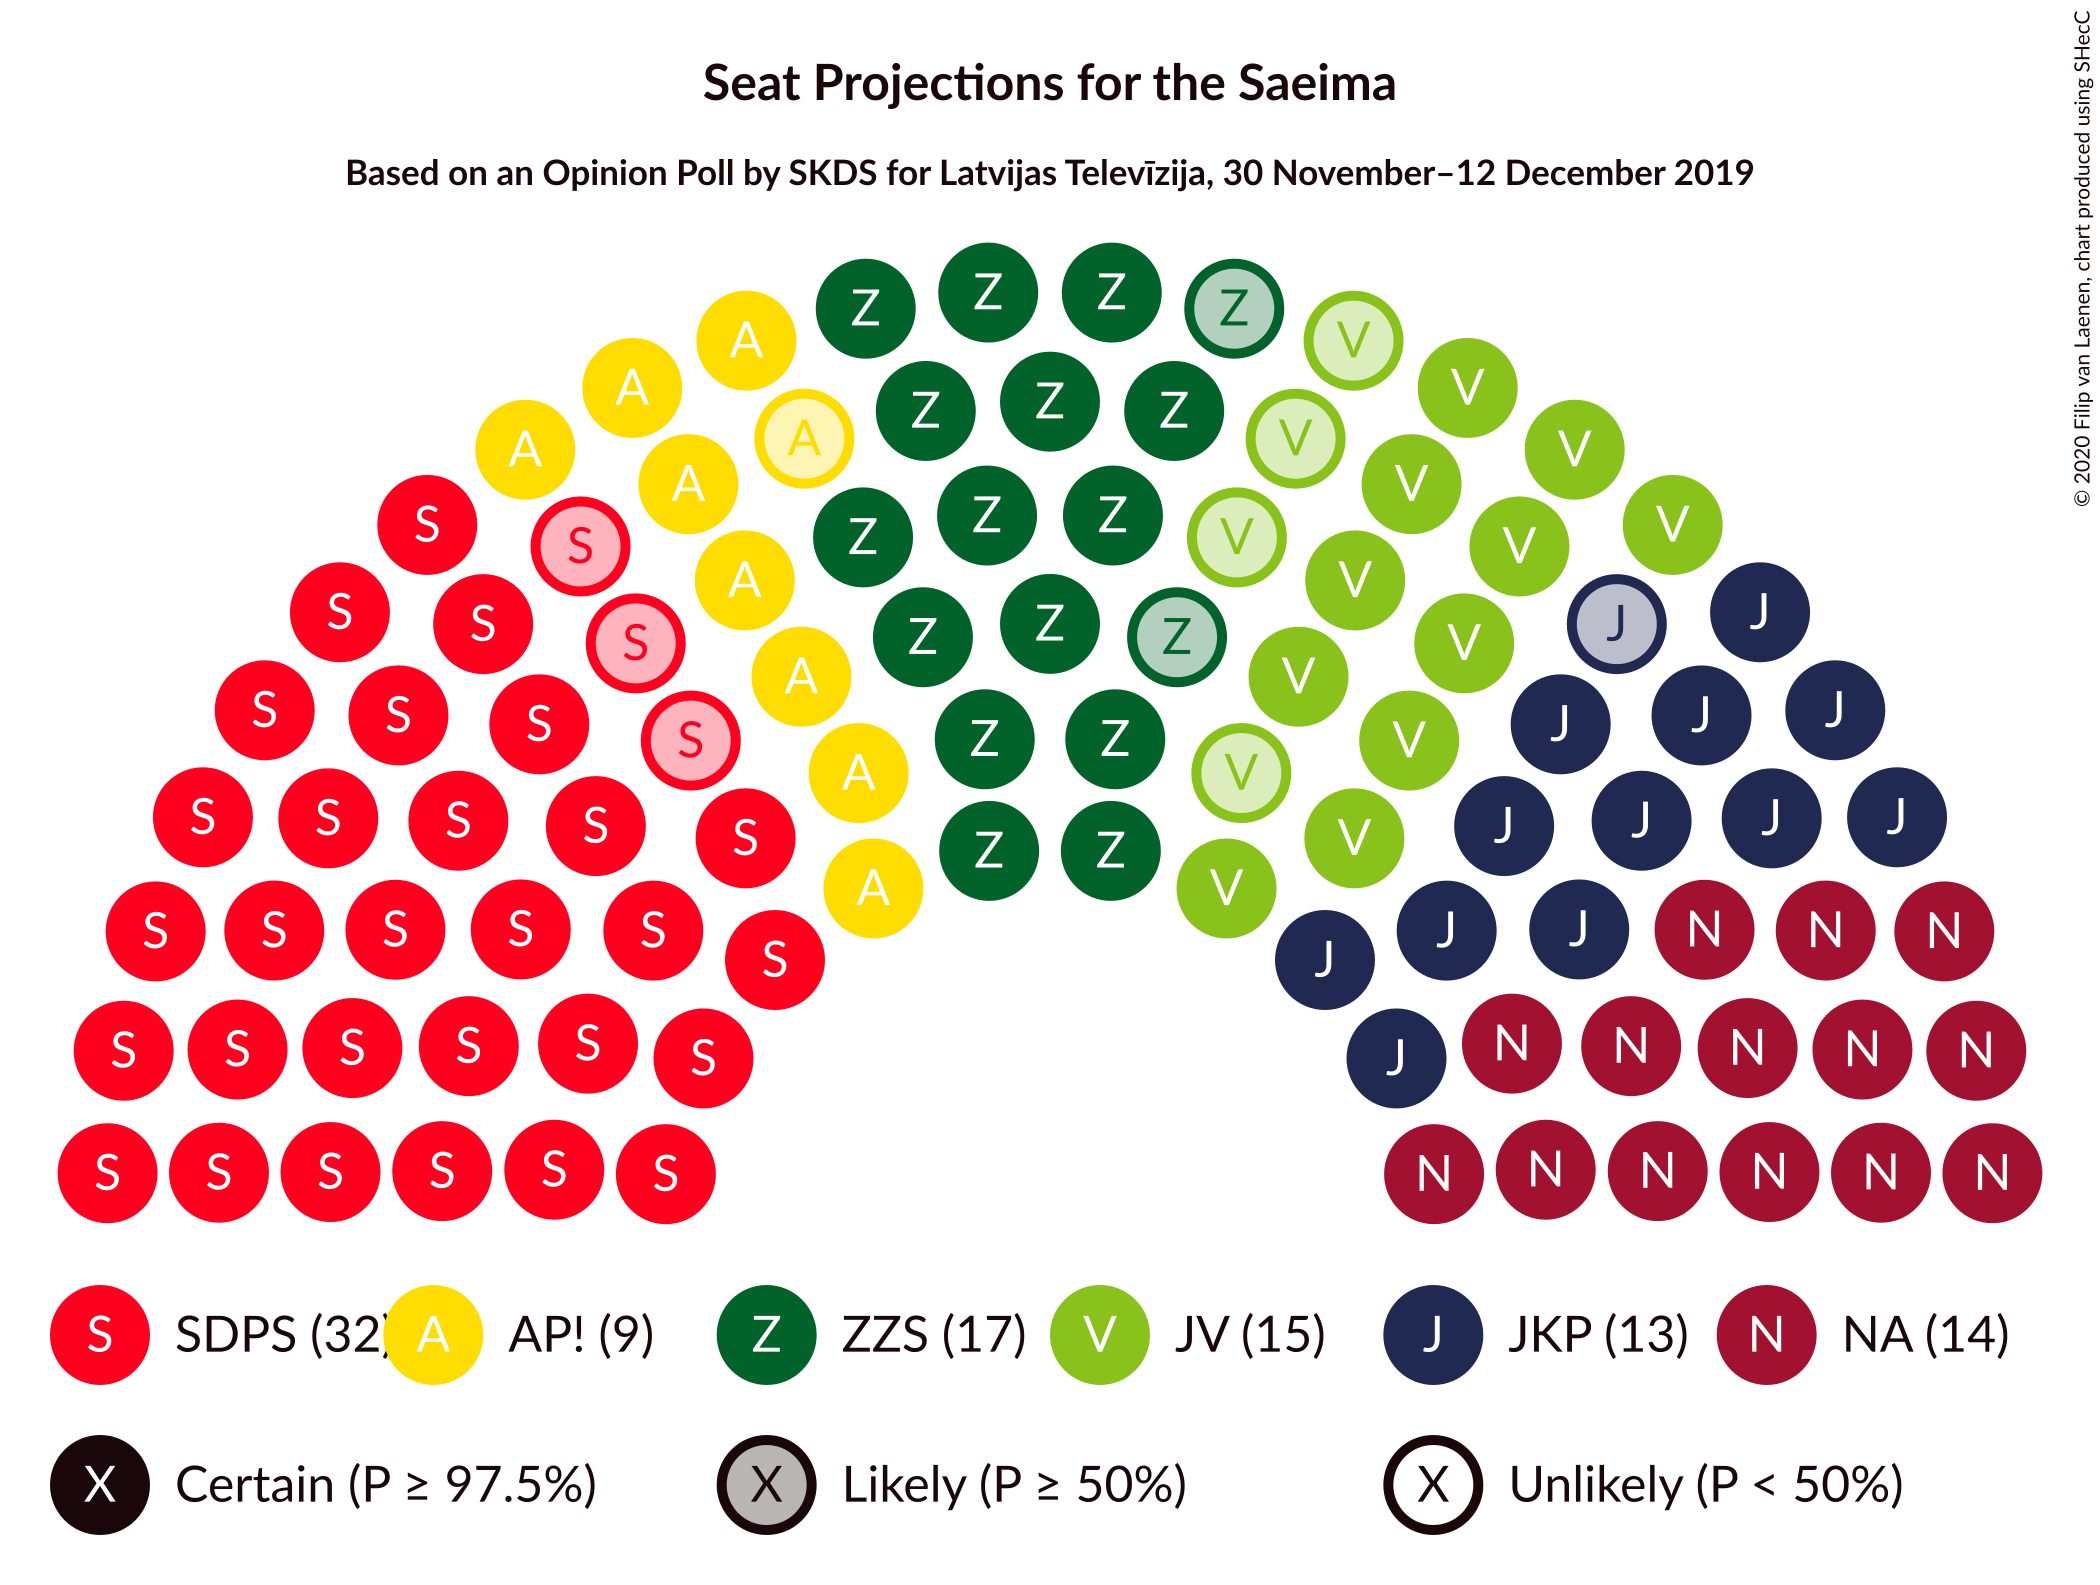 Seat Projections for the Saeima
Based on an Opinion Poll by SKDS for Latvijas Televīzija, 30 November–12 December 2019
© 2020 Filip van Laenen, chart produced using SHecC
Z Z Z Z
A V
A Z Z Z V
A A V V
A Z Z Z V V
S S A V V V
S S A Z Z Z V V J J
S S A V V J
S S S S A Z Z V V J J J
S S S S S A Z Z V V J J J J
S S S S S S J J J N N N
S S S S S S J N N N N N
S S S S S S N N N N N N
S SDPS (32) A AP! (9) Z ZZS (17) V JV (15) J JKP (13) N NA (14)
X Certain (P ≥ 97.5%) X Likely (P ≥ 50%) X Unlikely (P < 50%)